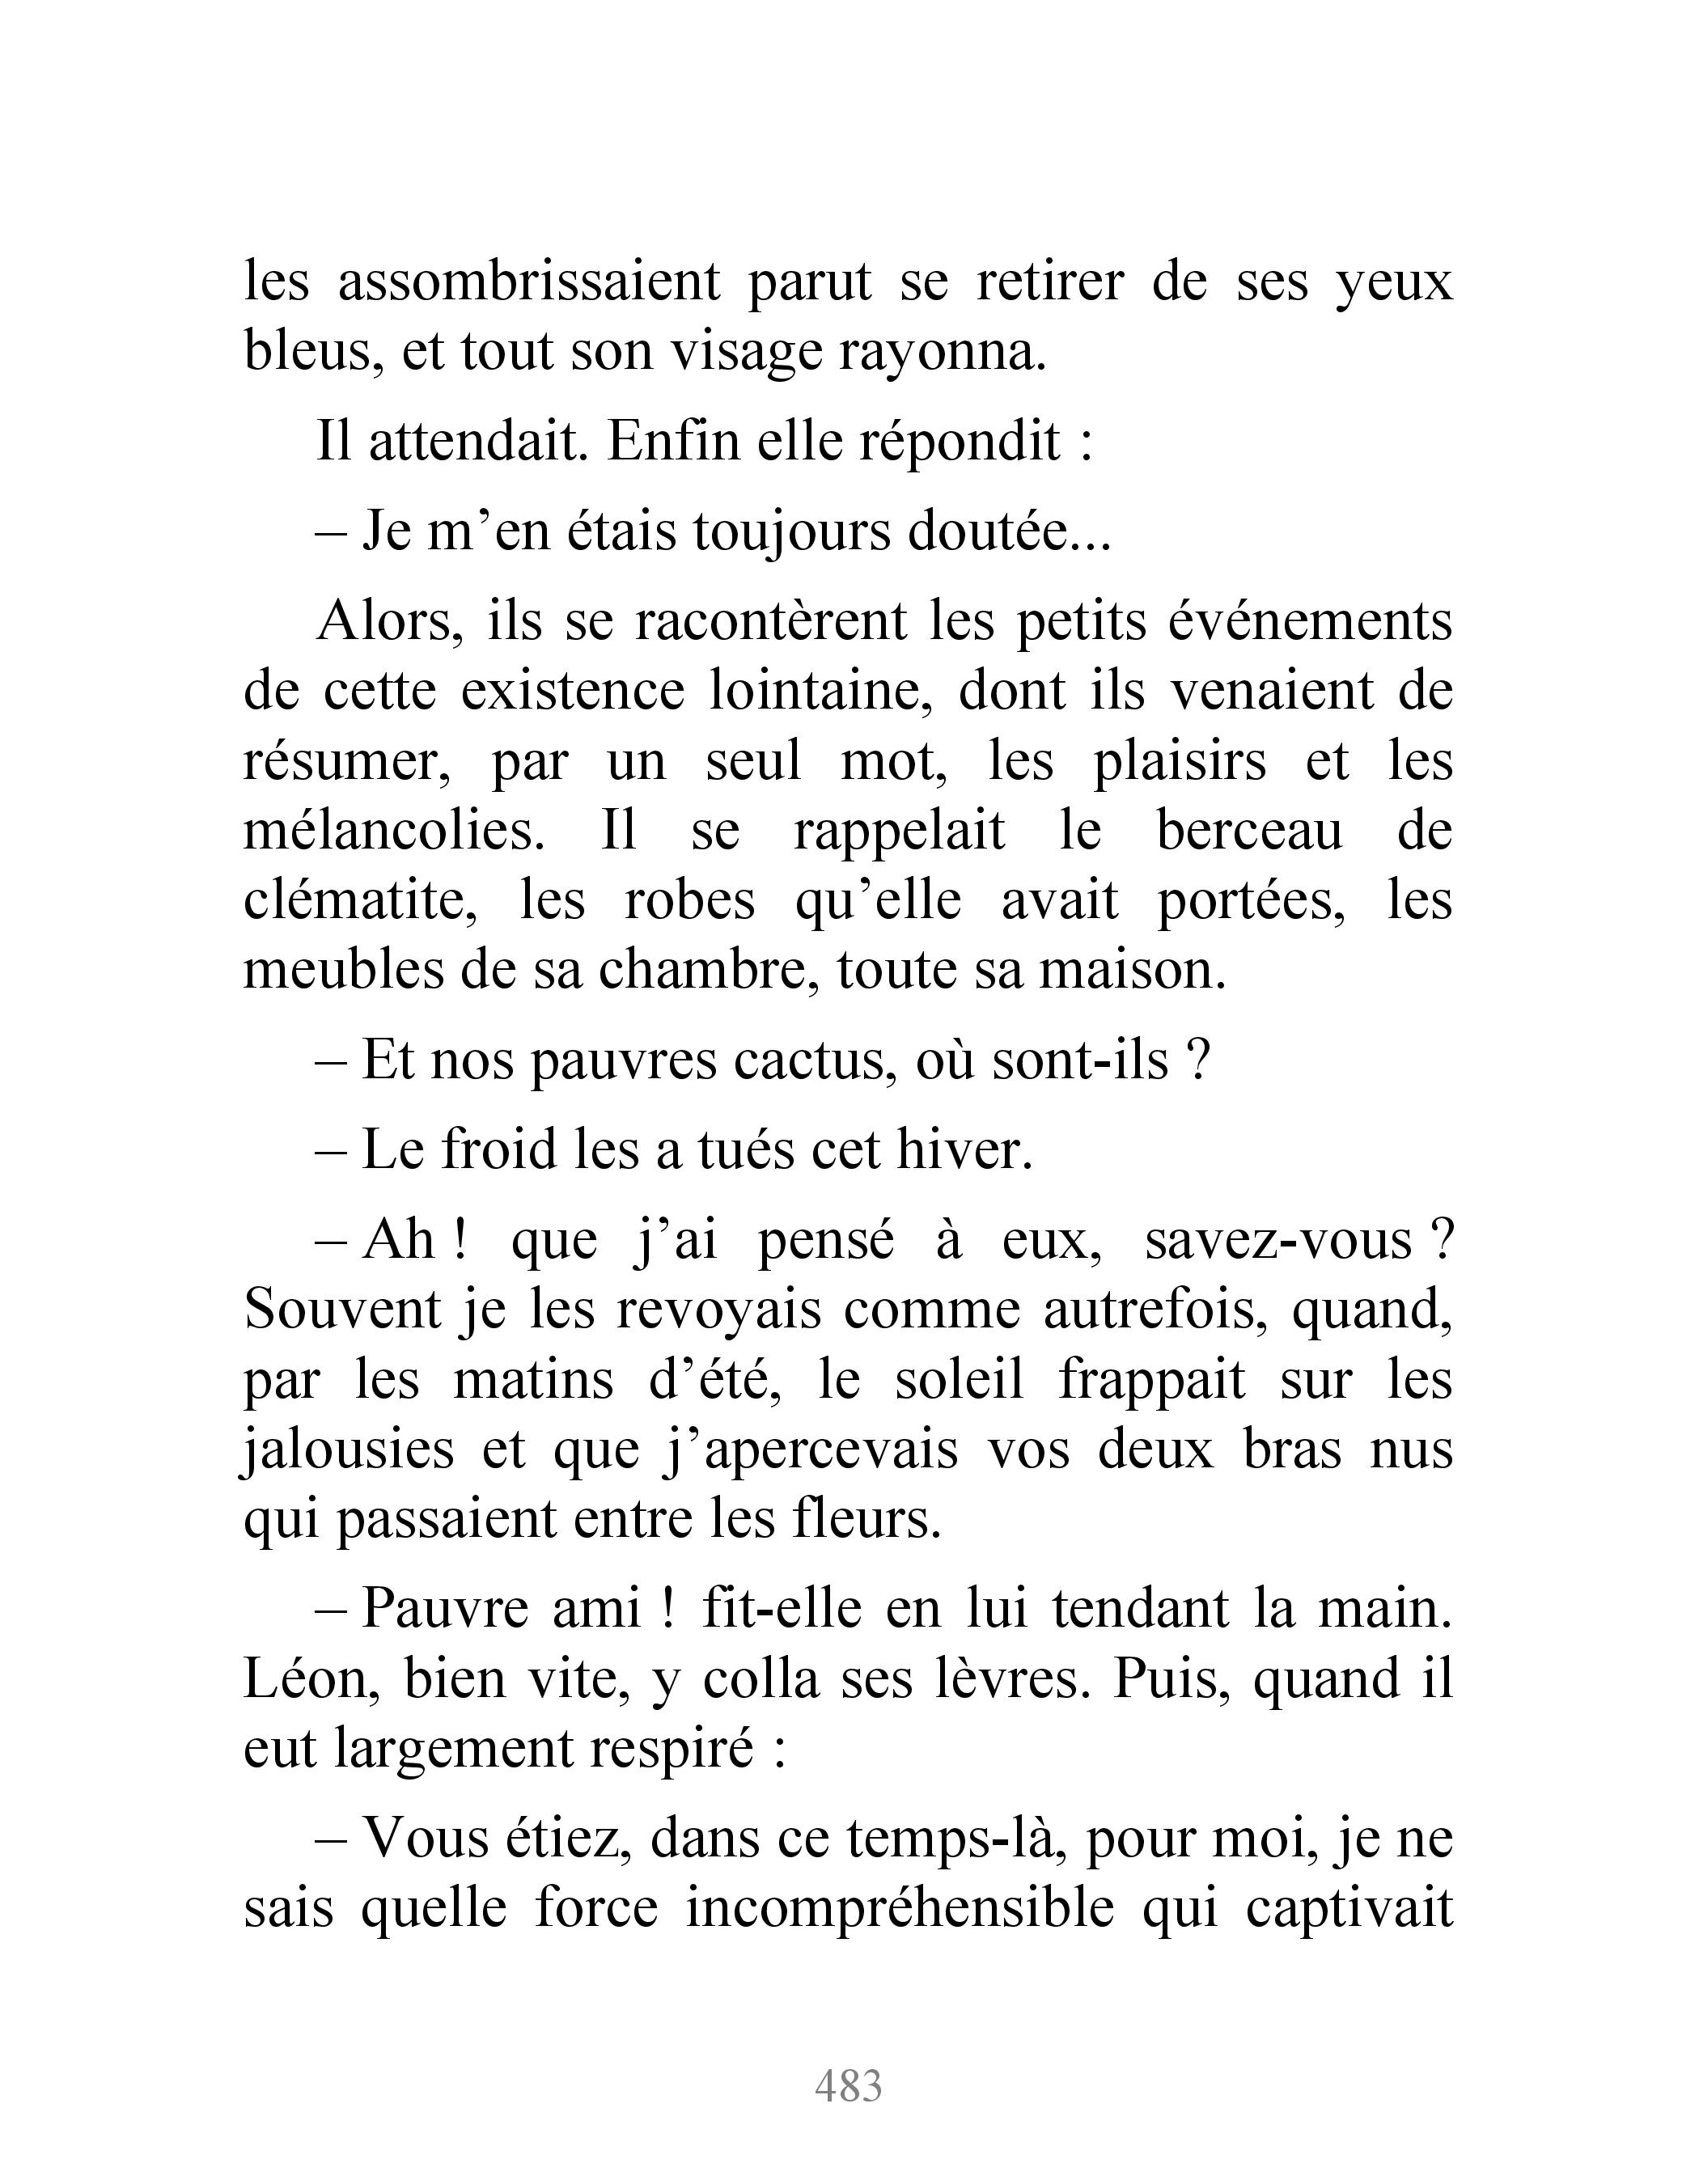 les assombrissaient parut se retirer de ses yeux
bleus, et tout son visage rayonna.
Il attendait. Enfin elle répondit :
– Je m’en étais toujours doutée...
Alors, ils se racontèrent les petits événements
de cette existence lointaine, dont ils venaient de
résumer, par un seul mot, les plaisirs et les
mélancolies. Il se rappelait le berceau de
clématite, les robes qu’elle avait portées, les
meubles de sa chambre, toute sa maison.
– Et nos pauvres cactus, où sont-ils ?
– Le froid les a tués cet hiver.
– Ah ! que j’ai pensé à eux, savez-vous ?
Souvent je les revoyais comme autrefois, quand,
par les matins d’été, le soleil frappait sur les
jalousies et que j’apercevais vos deux bras nus
qui passaient entre les fleurs.
– Pauvre ami ! fit-elle en lui tendant la main.
Léon, bien vite, y colla ses lèvres. Puis, quand il
eut largement respiré :
– Vous étiez, dans ce temps-là, pour moi, je ne
sais quelle force incompréhensible qui captivait
483